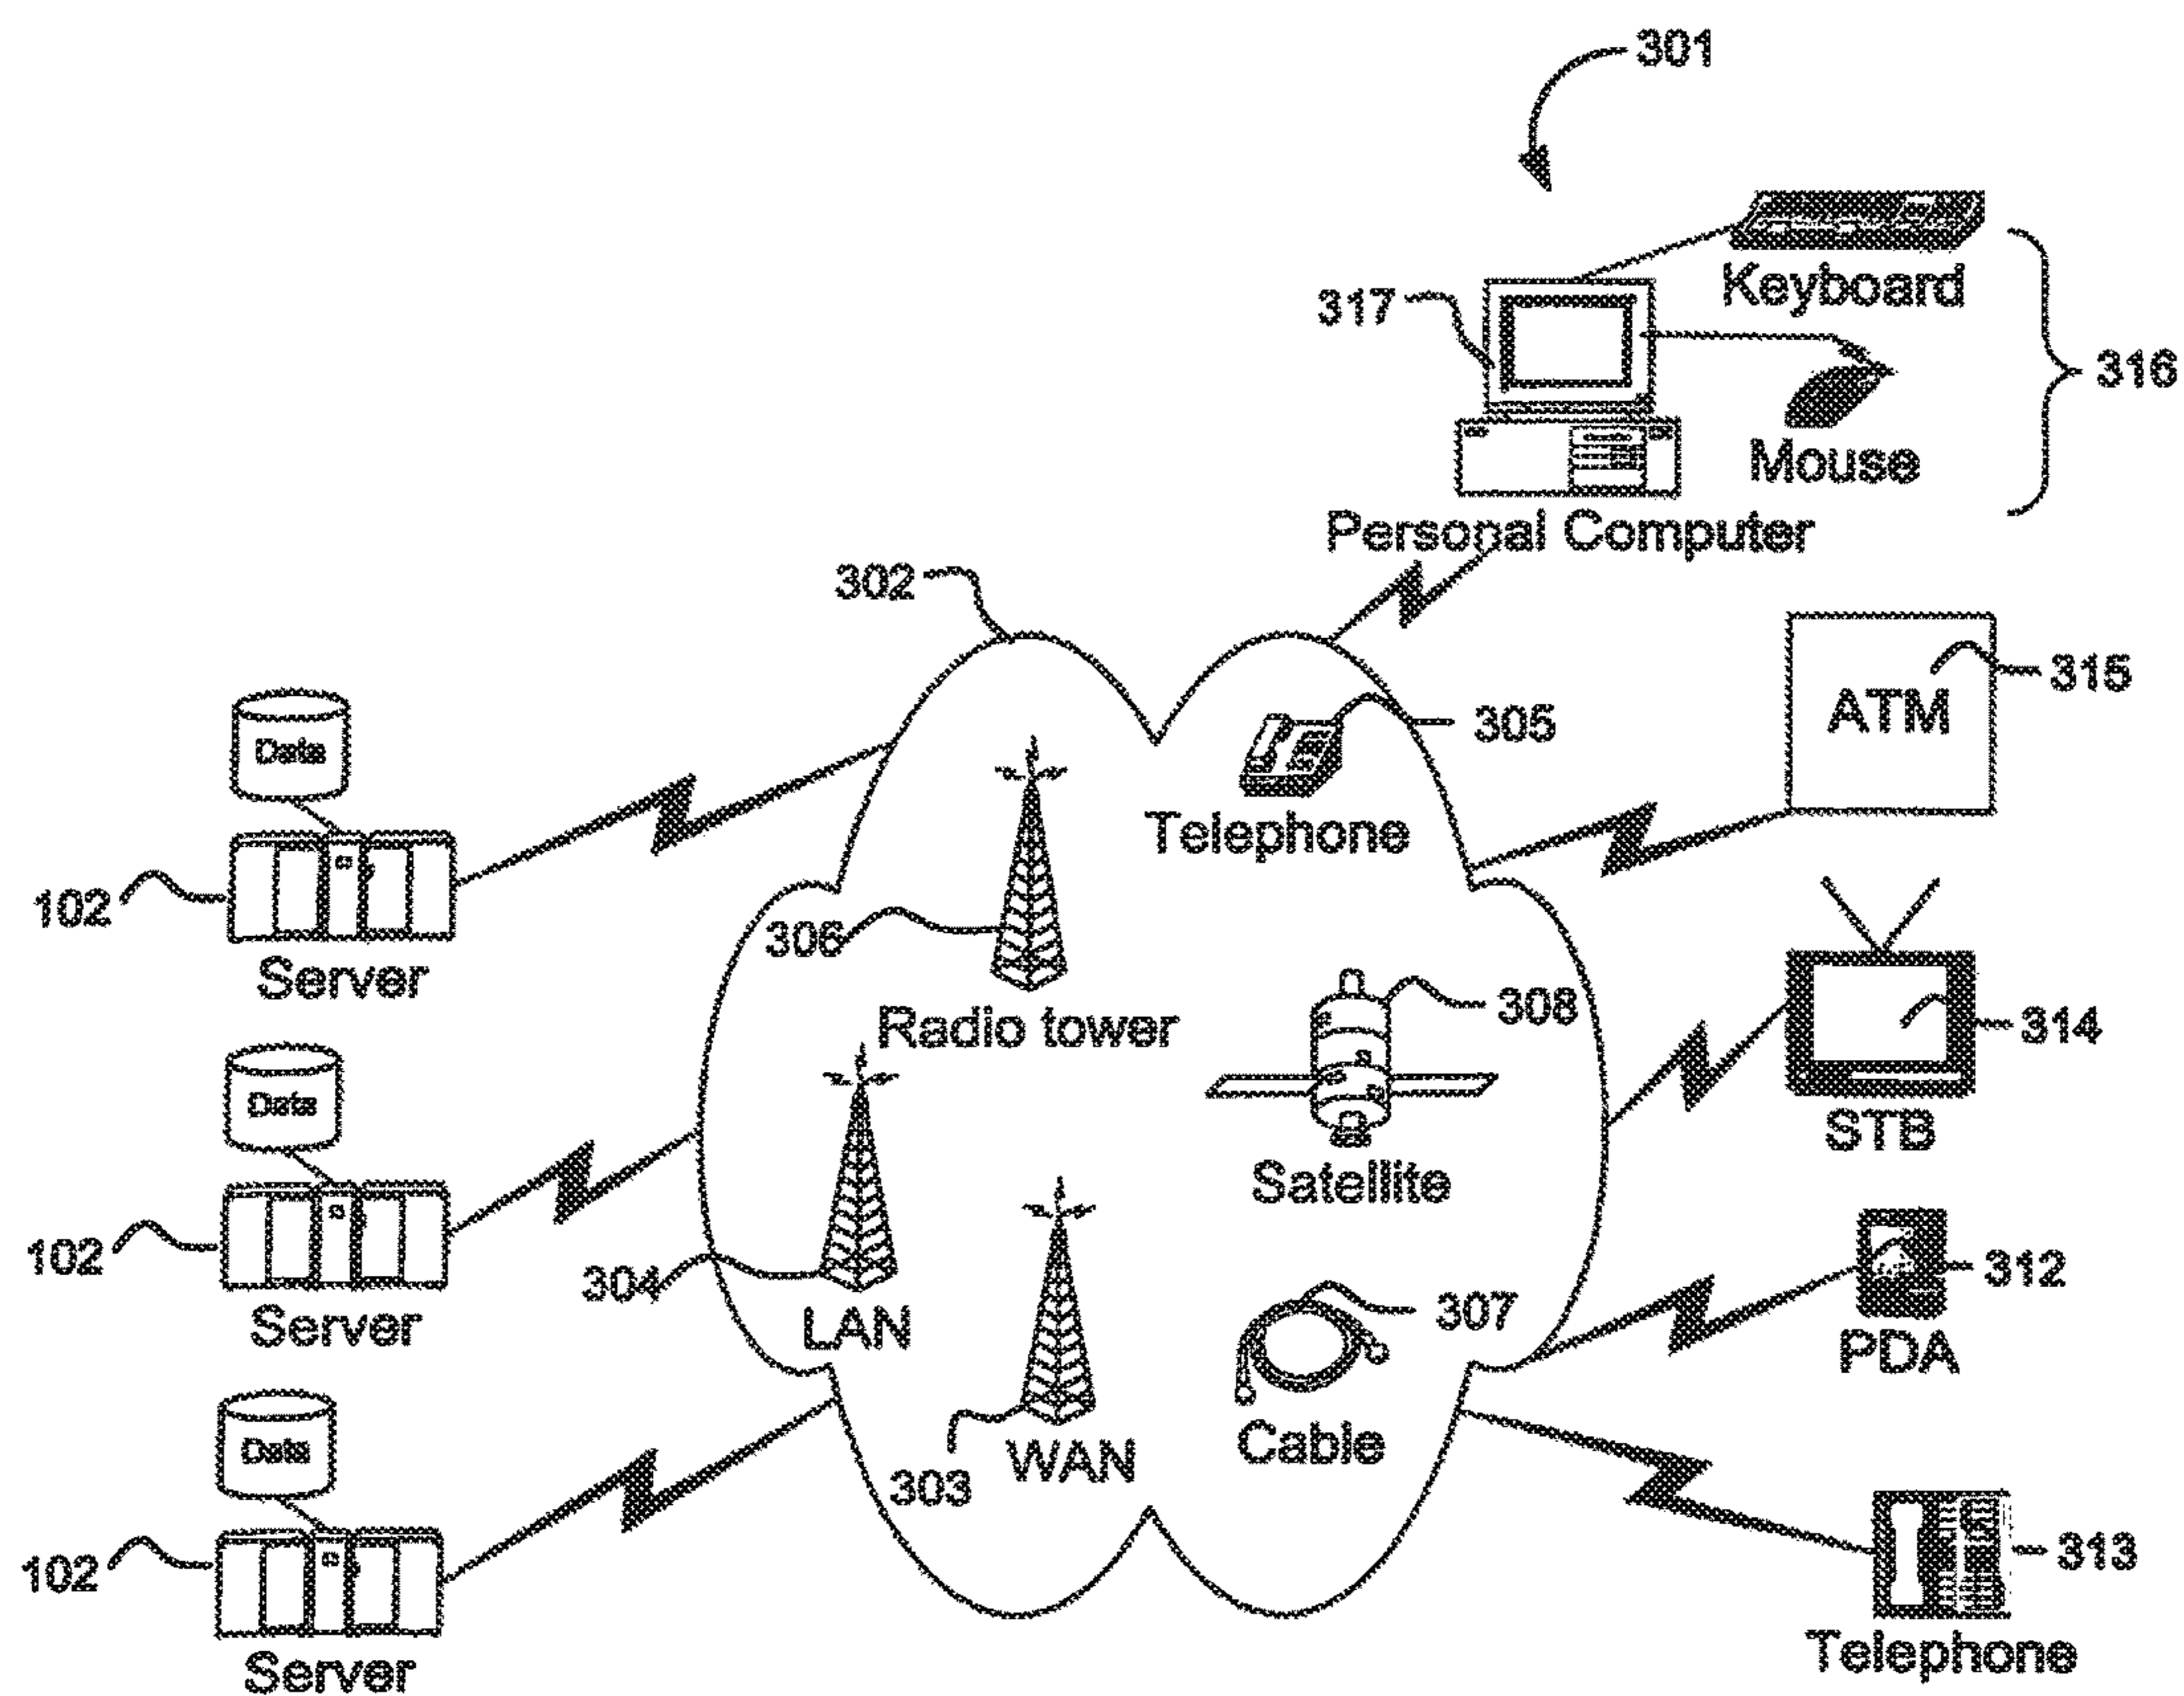 301
Keyboard
317
316
Mouse
Personal Computer
302
315
ATM
305
Data
Telephone
102
306
Server
308
Radio tower
314
Data
STB
Satellite
102
304
312
Server
LAN
307
PDA
Data
Cable
WAN
303
102
313
Server
Telephone